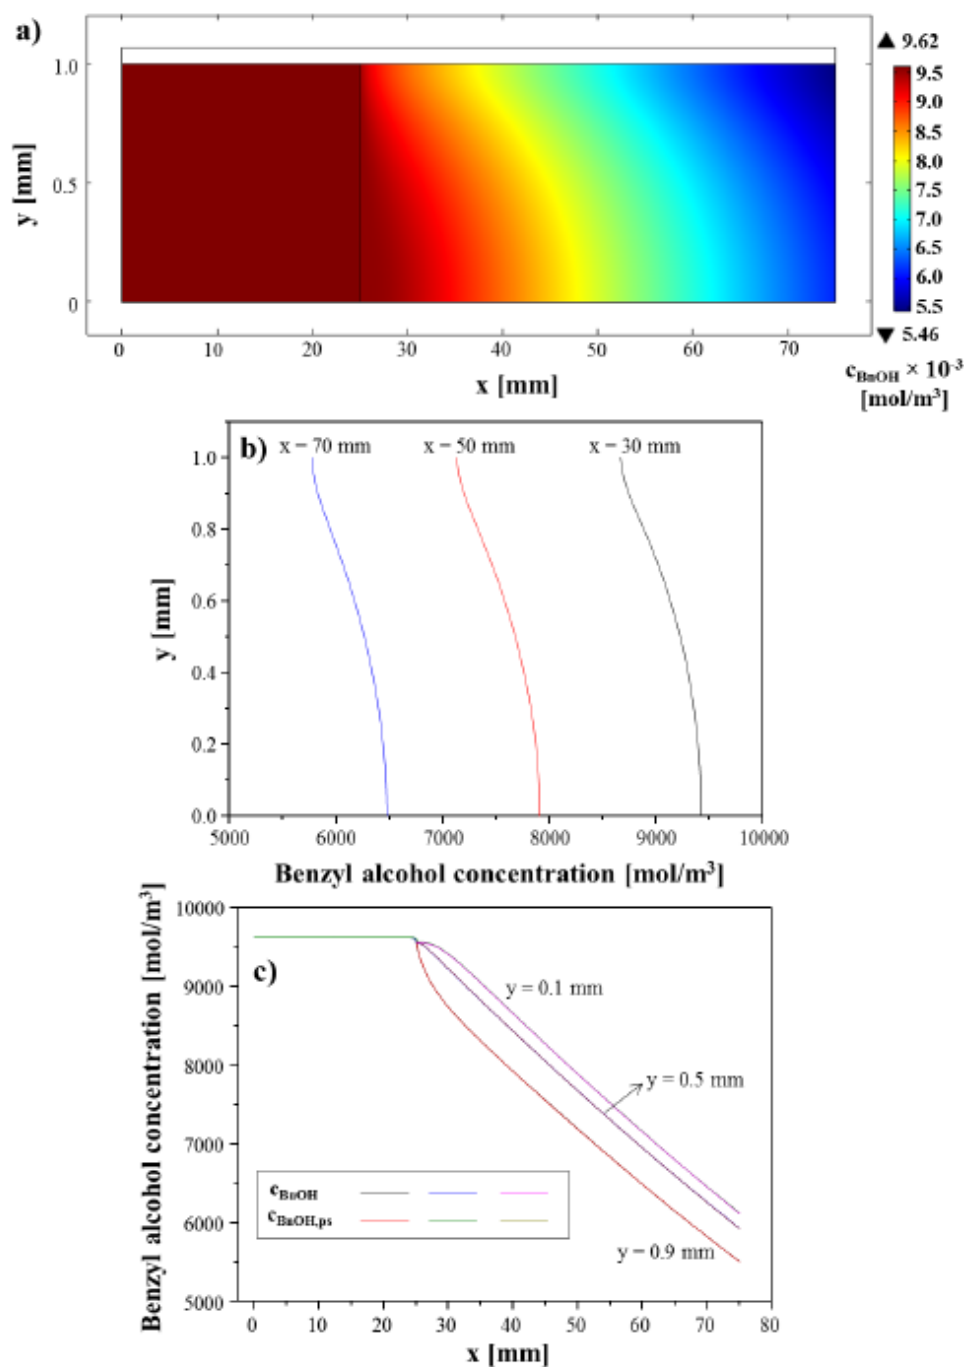 a)
1.0
0.5
0
y [mm]
0 10 20 30 40 50 60 70
x [mm]
▲ 9.62
9.5
9.0
8.5
8.0
7.5
7.0
6.5
6.0
5.5
▼ 5.46
cBnOH × 10-3
[mol/m3]
b)
x = 70 mm x = 50 mm x = 30 mm
1.0
0.8
0.6
0.4
0.2
0.0
y [mm]
5000 6000 7000 8000 9000 10000
Benzyl alcohol concentration [mol/m3]
10000
9000
8000
7000
6000
5000
Benzyl alcohol concentration [mol/m3]
c)
y = 0.1 mm
y = 0.5 mm
y = 0.9 mm
cBnOH
cBnOH,ps
0 10 20 30 40 50 60 70 80
x [mm]